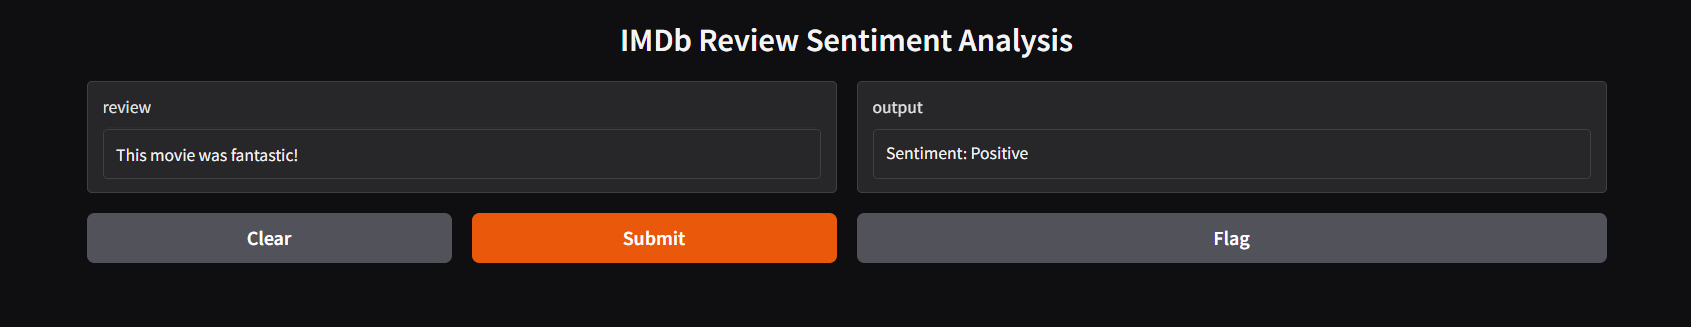 IMDb Review Sentiment Analysis
review
This movie was fantastic!
output
Sentiment: Positive
Clear
Submit
Flag